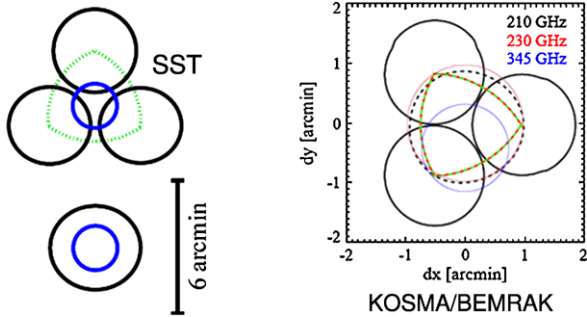 SST
6 arcmin
210 GHz
230 GHz
345 GHz
2
1
0
-1
-2
dy [arcmin]
-2 -1 0 1 2
dx [arcmin]
KOSMA/BEMRAK